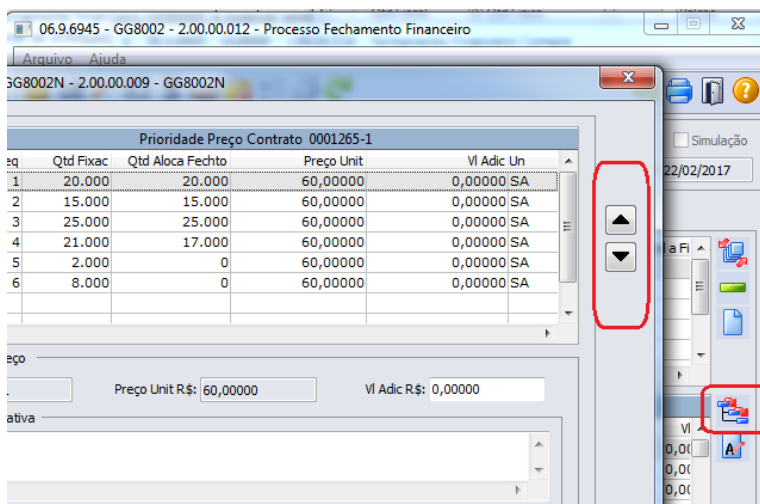 06.9.6945 - GG8002 - 2.00.00.012 - Processo Fechamento Financeiro
Arquivo Ajuda
GG8002N - 2.00.00.009 - GG8002N
Simulação
22/02/2017
Prioridade Preço Contrato 0001265-1
eq Qtd Fixac Qtd Aloca Fechto Preço Unit Vl Adic Un
1 20.000 20.000 60,00000 0,00000 SA
2 15.000 15.000 60,00000 0,00000 SA
3 25.000 25.000 60,00000 0,00000 SA
4 21.000 17.000 60,00000 0,00000 SA
5 2.000 0 60,00000 0,00000 SA
6 8.000 0 60,00000 0,00000 SA
l a Fi
eço
Preço Unit R$: 60,00000 Vl Adic R$: 0,00000
ativa
Vl
0,00
0,00
0,00